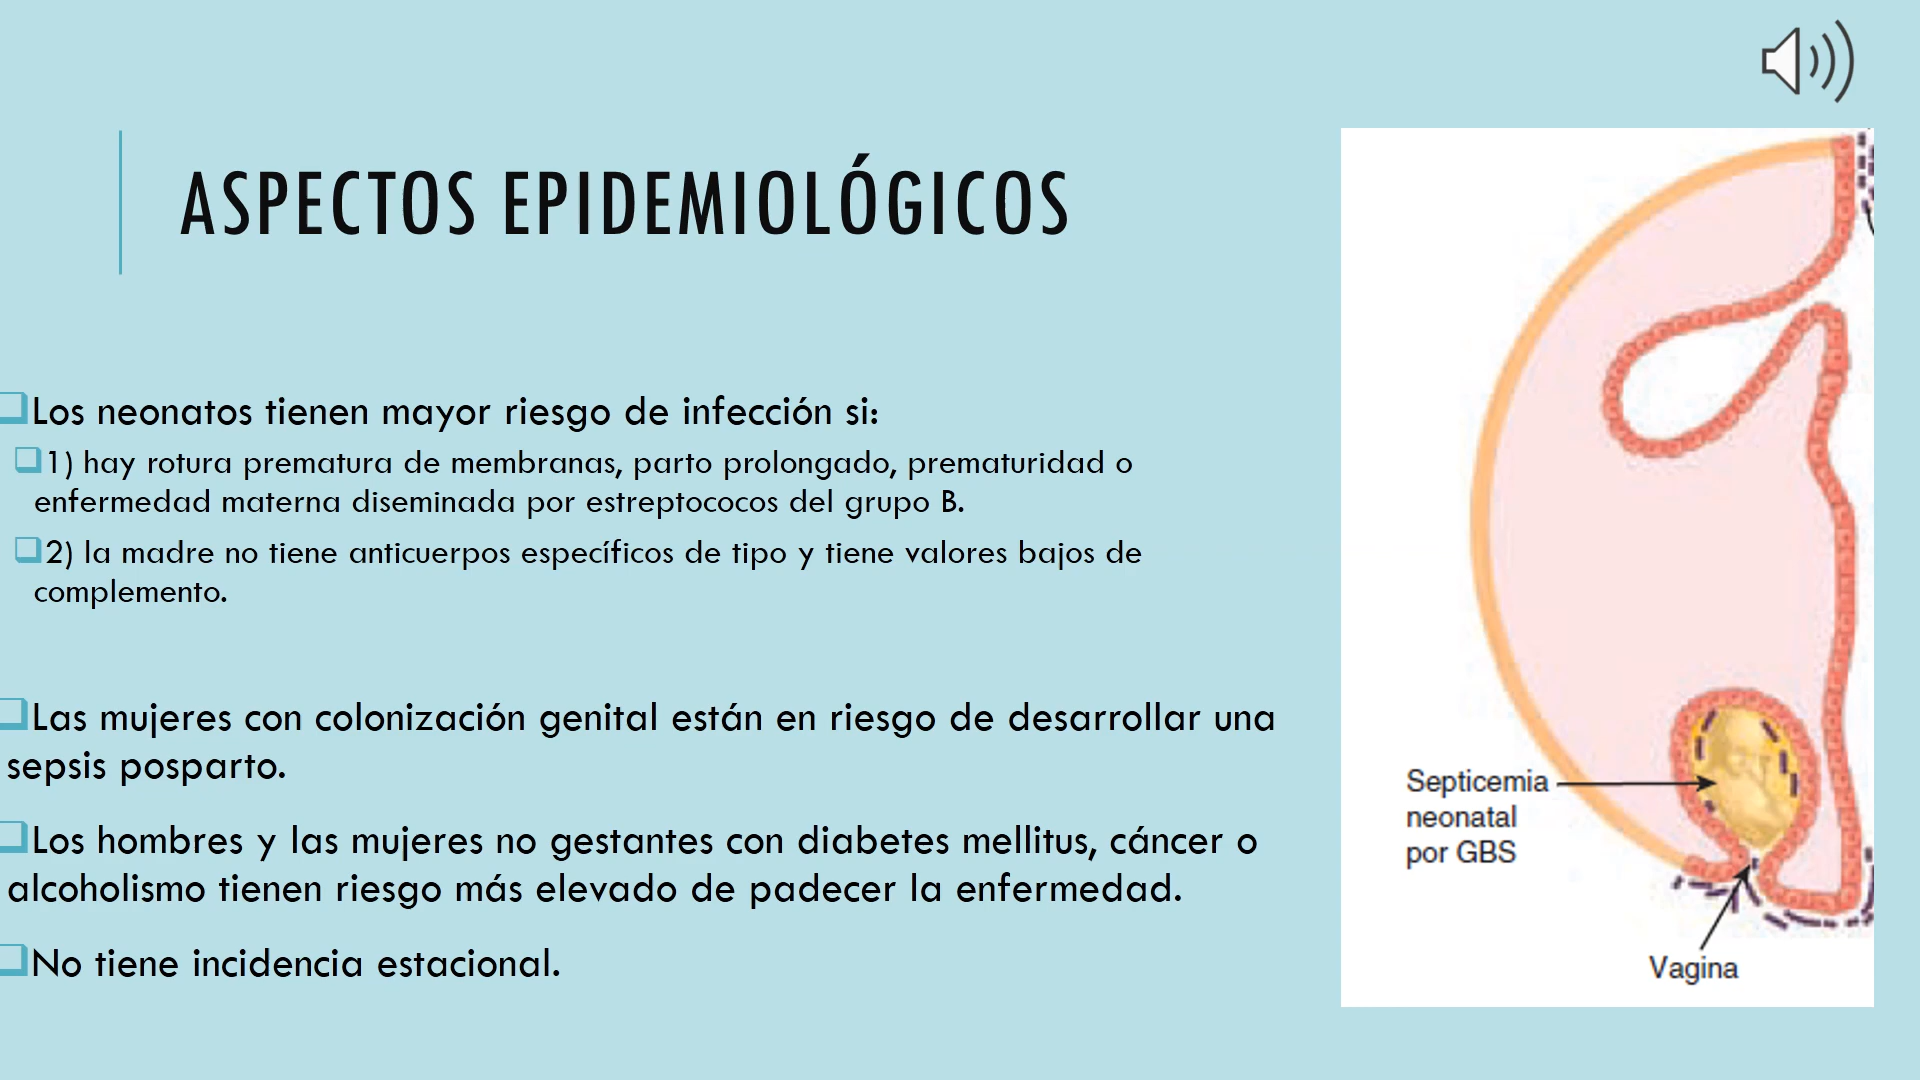 ASPECTOS EPIDEMIOLÓGICOS
Los neonatos tienen mayor riesgo de infección si:
1) hay rotura prematura de membranas, parto prolongado, prematuridad o
enfermedad materna diseminada por estreptococos del grupo B.
2) la madre no tiene anticuerpos específicos de tipo y tiene valores bajos de
complemento.
Las mujeres con colonización genital están en riesgo de desarrollar una
sepsis posparto.
Los hombres y las mujeres no gestantes con diabetes mellitus, cáncer o
alcoholismo tienen riesgo más elevado de padecer la enfermedad.
No tiene incidencia estacional.
Septicemia
neonatal
por GBS
Vagina